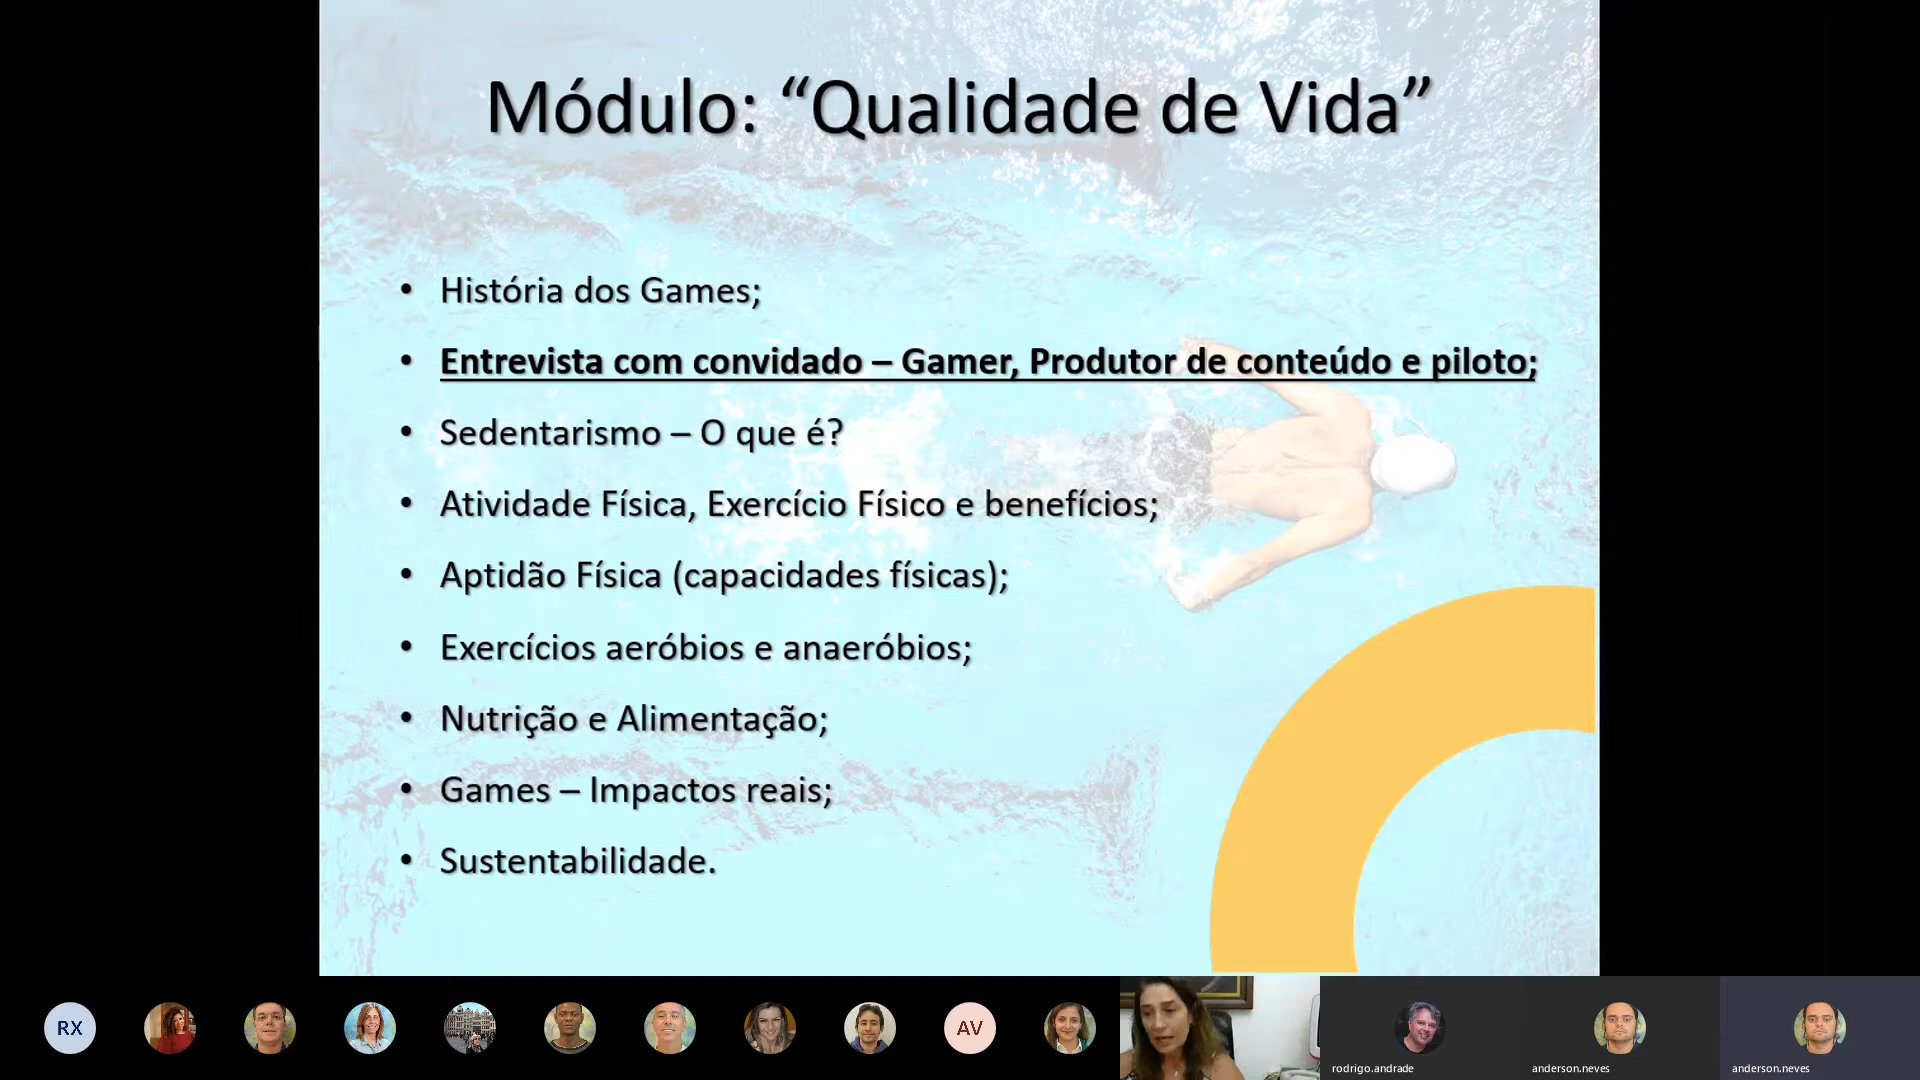 Módulo: “Qualidade de Vida”
• História dos Games;
• Entrevista com convidado – Gamer, Produtor de conteúdo e piloto;
• Sedentarismo – O que é?
• Atividade Física, Exercício Físico e benefícios;
• Aptidão Física (capacidades físicas);
• Exercícios aeróbios e anaeróbios;
• Nutrição e Alimentação;
• Games – Impactos reais;
• Sustentabilidade.
RX
AV
rodrigo.andrade
anderson.neves
anderson.neves